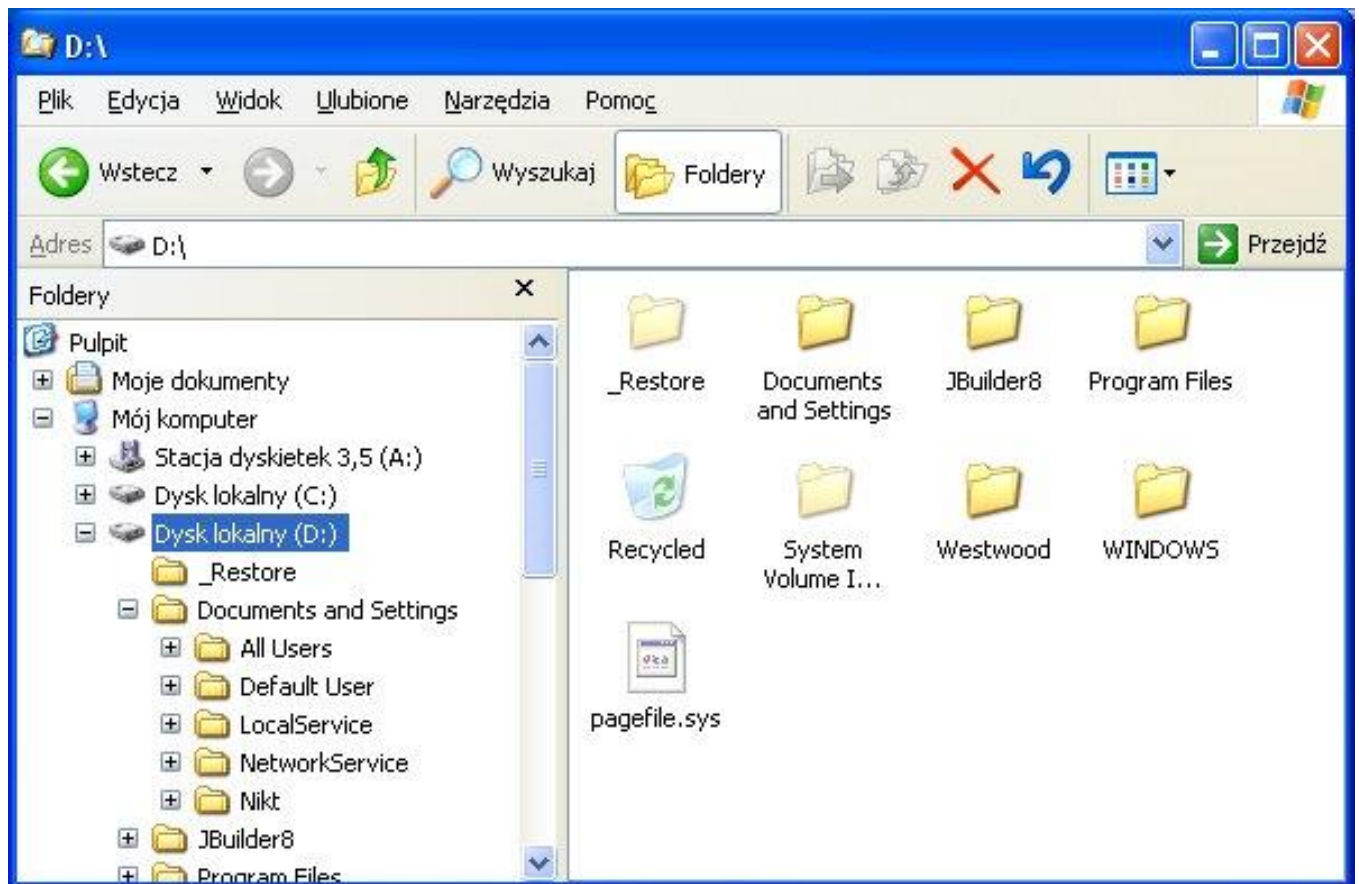 D:\
Plik Edycja Widok Ulubione Narzędzia Pomoc
Wstecz Wyszukaj Foldery
Adres D:\ Przejdź
Foldery
Pulpit
Moje dokumenty
Mój komputer
Stacja dyskietek 3,5 (A:)
Dysk lokalny (C:)
Dysk lokalny (D:)
_Restore
Documents and Settings
All Users
Default User
LocalService
NetworkService
Nikt
JBuilder8
Program Files
_Restore
Documents
and Settings
JBuilder8
Program Files
Recycled
System
Volume I...
Westwood
WINDOWS
pagefile.sys